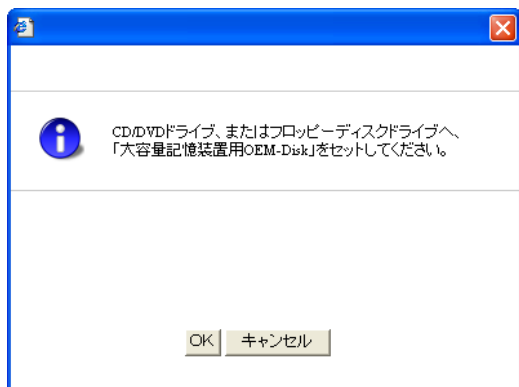 CD/DVDドライブ、またはフロッピーディスクドライブへ、
「大容量記憶装置用OEM-Disk」をセットしてください。
OK キャンセル